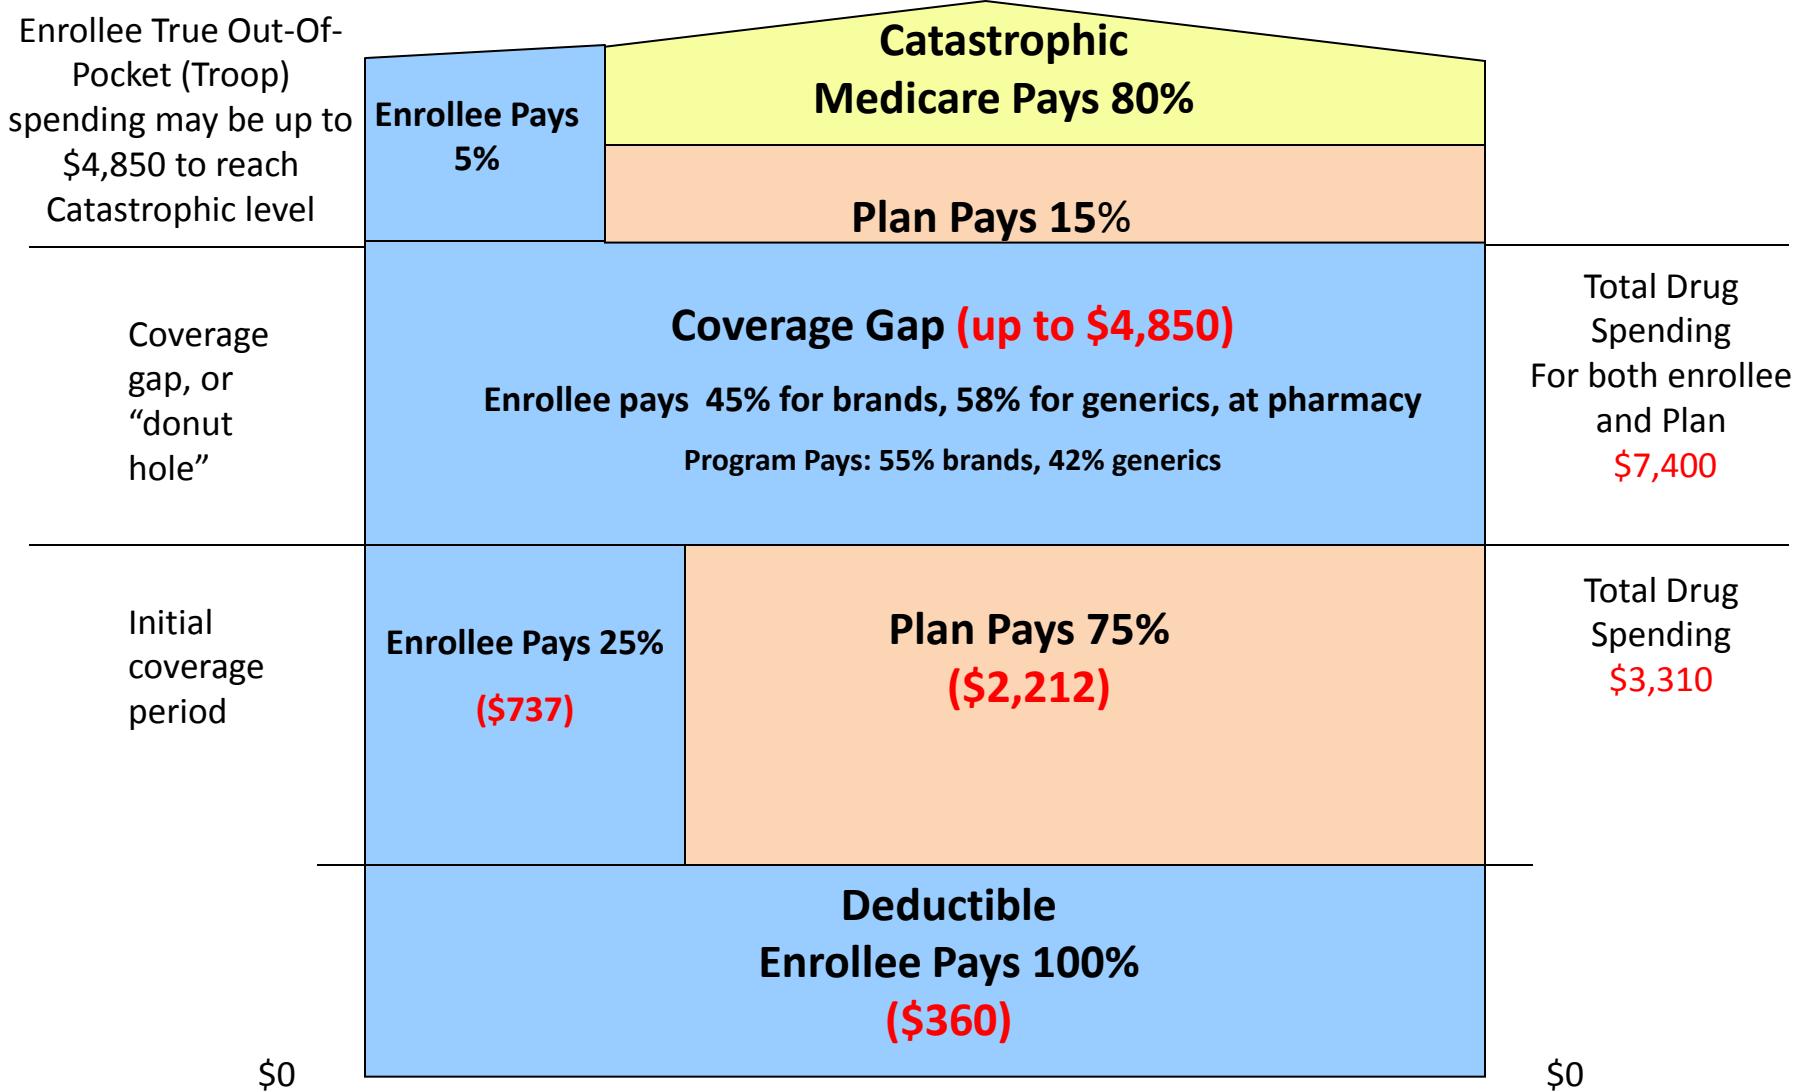 Enrollee True Out-Of-
Pocket (Troop)
spending may be up to
$4,850 to reach
Catastrophic level
Enrollee Pays
5%
Catastrophic
Medicare Pays 80%
Plan Pays 15%
Coverage
gap, or
“donut
hole”
Coverage Gap (up to $4,850)
Enrollee pays  45% for brands, 58% for generics, at pharmacy
Program Pays: 55% brands, 42% generics
Total Drug
Spending
For both enrollee
and Plan
$7,400
Initial
coverage
period
Enrollee Pays 25%
($737)
Plan Pays 75%
($2,212)
Total Drug
Spending
$3,310
Deductible
Enrollee Pays 100%
($360)
$0
$0